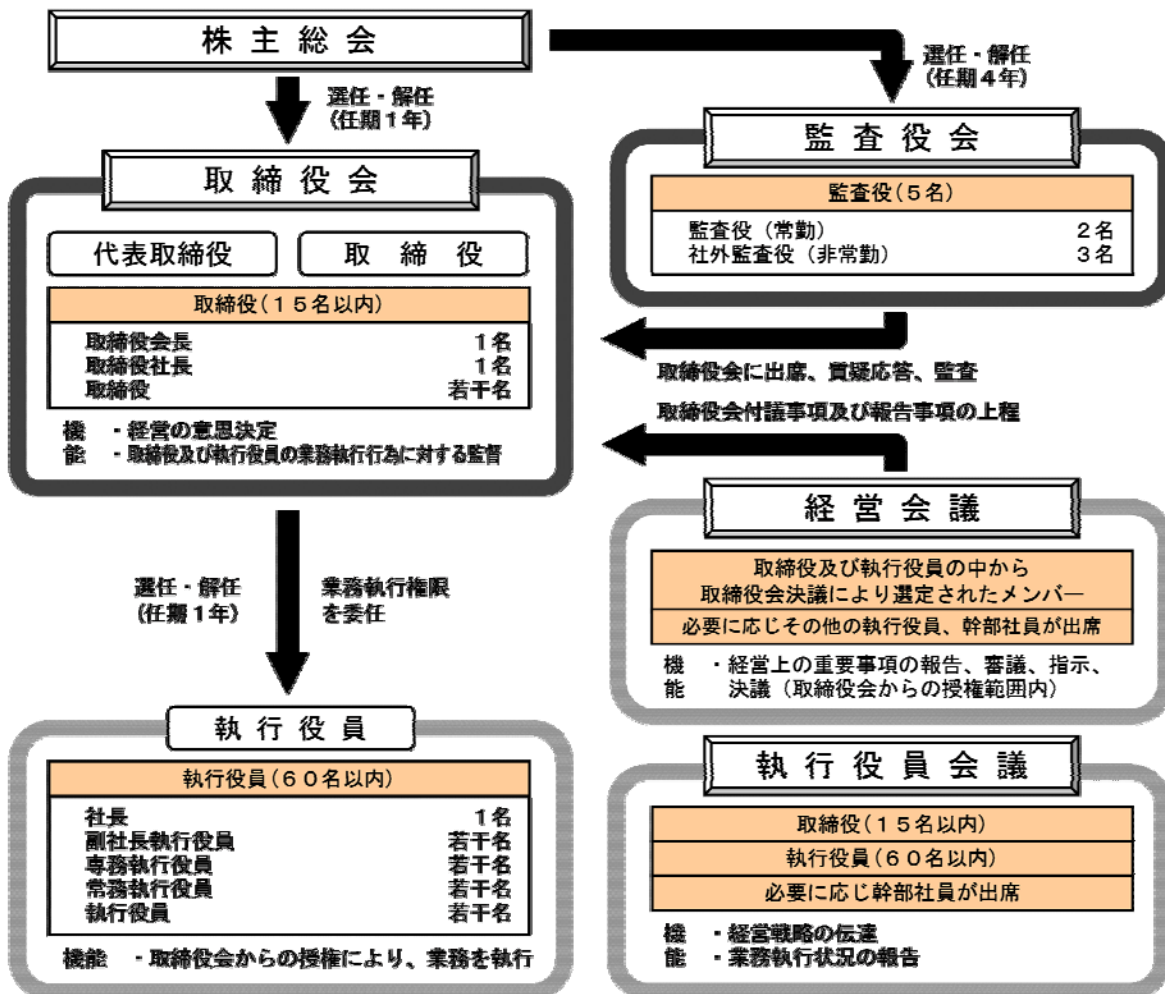 株主総会
選任・解任
(任期1年)
選任・解任
(任期4年)
取締役会
代表取締役
取締役
取締役(15名以内)
取締役会長 1名
取締役社長 1名
取締役 若干名
機 ・経営の意思決定
能 ・取締役及び執行役員の業務執行行為に対する監督
監査役会
監査役(5名)
監査役(常勤) 2名
社外監査役(非常勤) 3名
取締役会に出席、質疑応答、監査
取締役会付議事項及び報告事項の上程
選任・解任
(任期1年)
業務執行権限
を委任
経営会議
取締役及び執行役員の中から
取締役会決議により選定されたメンバー
必要に応じその他の執行役員、幹部社員が出席
機 ・経営上の重要事項の報告、審議、指示、
能 決議(取締役会からの授権範囲内)
執行役員
執行役員(60名以内)
社長 1名
副社長執行役員 若干名
専務執行役員 若干名
常務執行役員 若干名
執行役員 若干名
機能 ・取締役会からの授権により、業務を執行
執行役員会議
取締役(15名以内)
執行役員(60名以内)
必要に応じ幹部社員が出席
機 ・経営戦略の伝達
能 ・業務執行状況の報告